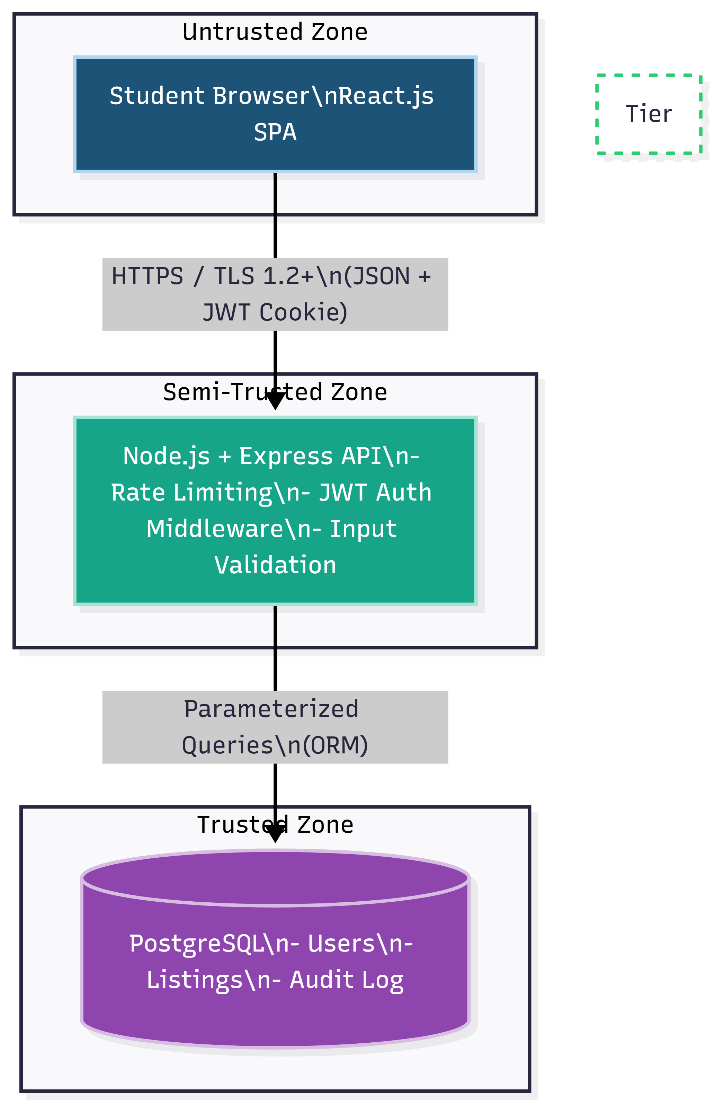 Untrusted Zone
Student Browser\nReact.js
SPA
Tier
HTTPS / TLS 1.2+\n(JSON +
JWT Cookie)
Semi-Trusted Zone
Node.js + Express API\n-
Rate Limiting\n- JWT Auth
Middleware\n- Input
Validation
Parameterized
Queries\n(ORM)
Trusted Zone
PostgreSQL\n- Users\n-
Listings\n- Audit Log